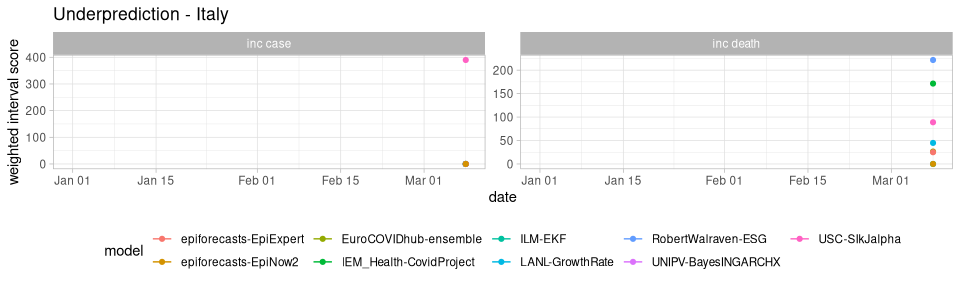 Underprediction - Italy
inc case
inc death
weighted interval score
400
300
200
100
0
200
150
100
50
0
Jan 01 Jan 15 Feb 01 Feb 15 Mar 01
Jan 01 Jan 15 Feb 01 Feb 15 Mar 01
date
model
epiforecasts-EpiExpert EuroCOVIDhub-ensemble ILM-EKF RobertWalraven-ESG USC-SIkJalpha
epiforecasts-EpiNow2 IEM_Health-CovidProject LANL-GrowthRate UNIPV-BayesINGARCHX